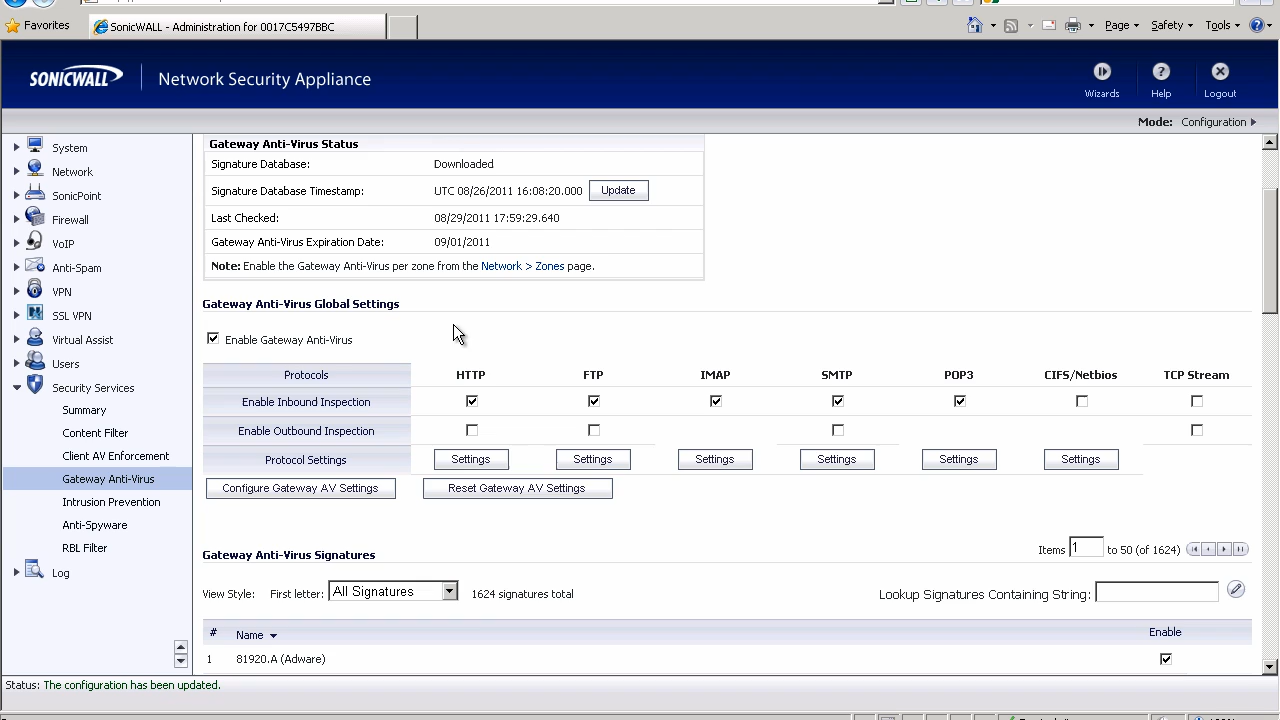 Favorites
SonicWALL - Administration for 0017C5497BBC
Page
Safety
Tools
SONICWALL
Network Security Appliance
Wizards
Help
Logout
Mode: Configuration
System
Network
SonicPoint
Firewall
VoIP
Anti-Spam
VPN
SSL VPN
Virtual Assist
Users
Security Services
Summary
Content Filter
Client AV Enforcement
Gateway Anti-Virus
Intrusion Prevention
Anti-Spyware
RBL Filter
Log
Gateway Anti-Virus Status
Signature Database: Downloaded
Signature Database Timestamp: UTC 08/26/2011 16:08:20.000 Update
Last Checked: 08/29/2011 17:59:29.640
Gateway Anti-Virus Expiration Date: 09/01/2011
Note: Enable the Gateway Anti-Virus per zone from the Network > Zones page.
Gateway Anti-Virus Global Settings
Enable Gateway Anti-Virus
Protocols HTTP FTP IMAP SMTP POP3 CIFS/Netbios TCP Stream
Enable Inbound Inspection
Enable Outbound Inspection
Protocol Settings Settings Settings Settings Settings Settings Settings
Configure Gateway AV Settings Reset Gateway AV Settings
Gateway Anti-Virus Signatures Items 1 to 50 (of 1624)
View Style: First letter: All Signatures 1624 signatures total Lookup Signatures Containing String:
# Name Enable
1 81920.A (Adware)
Status: The configuration has been updated.